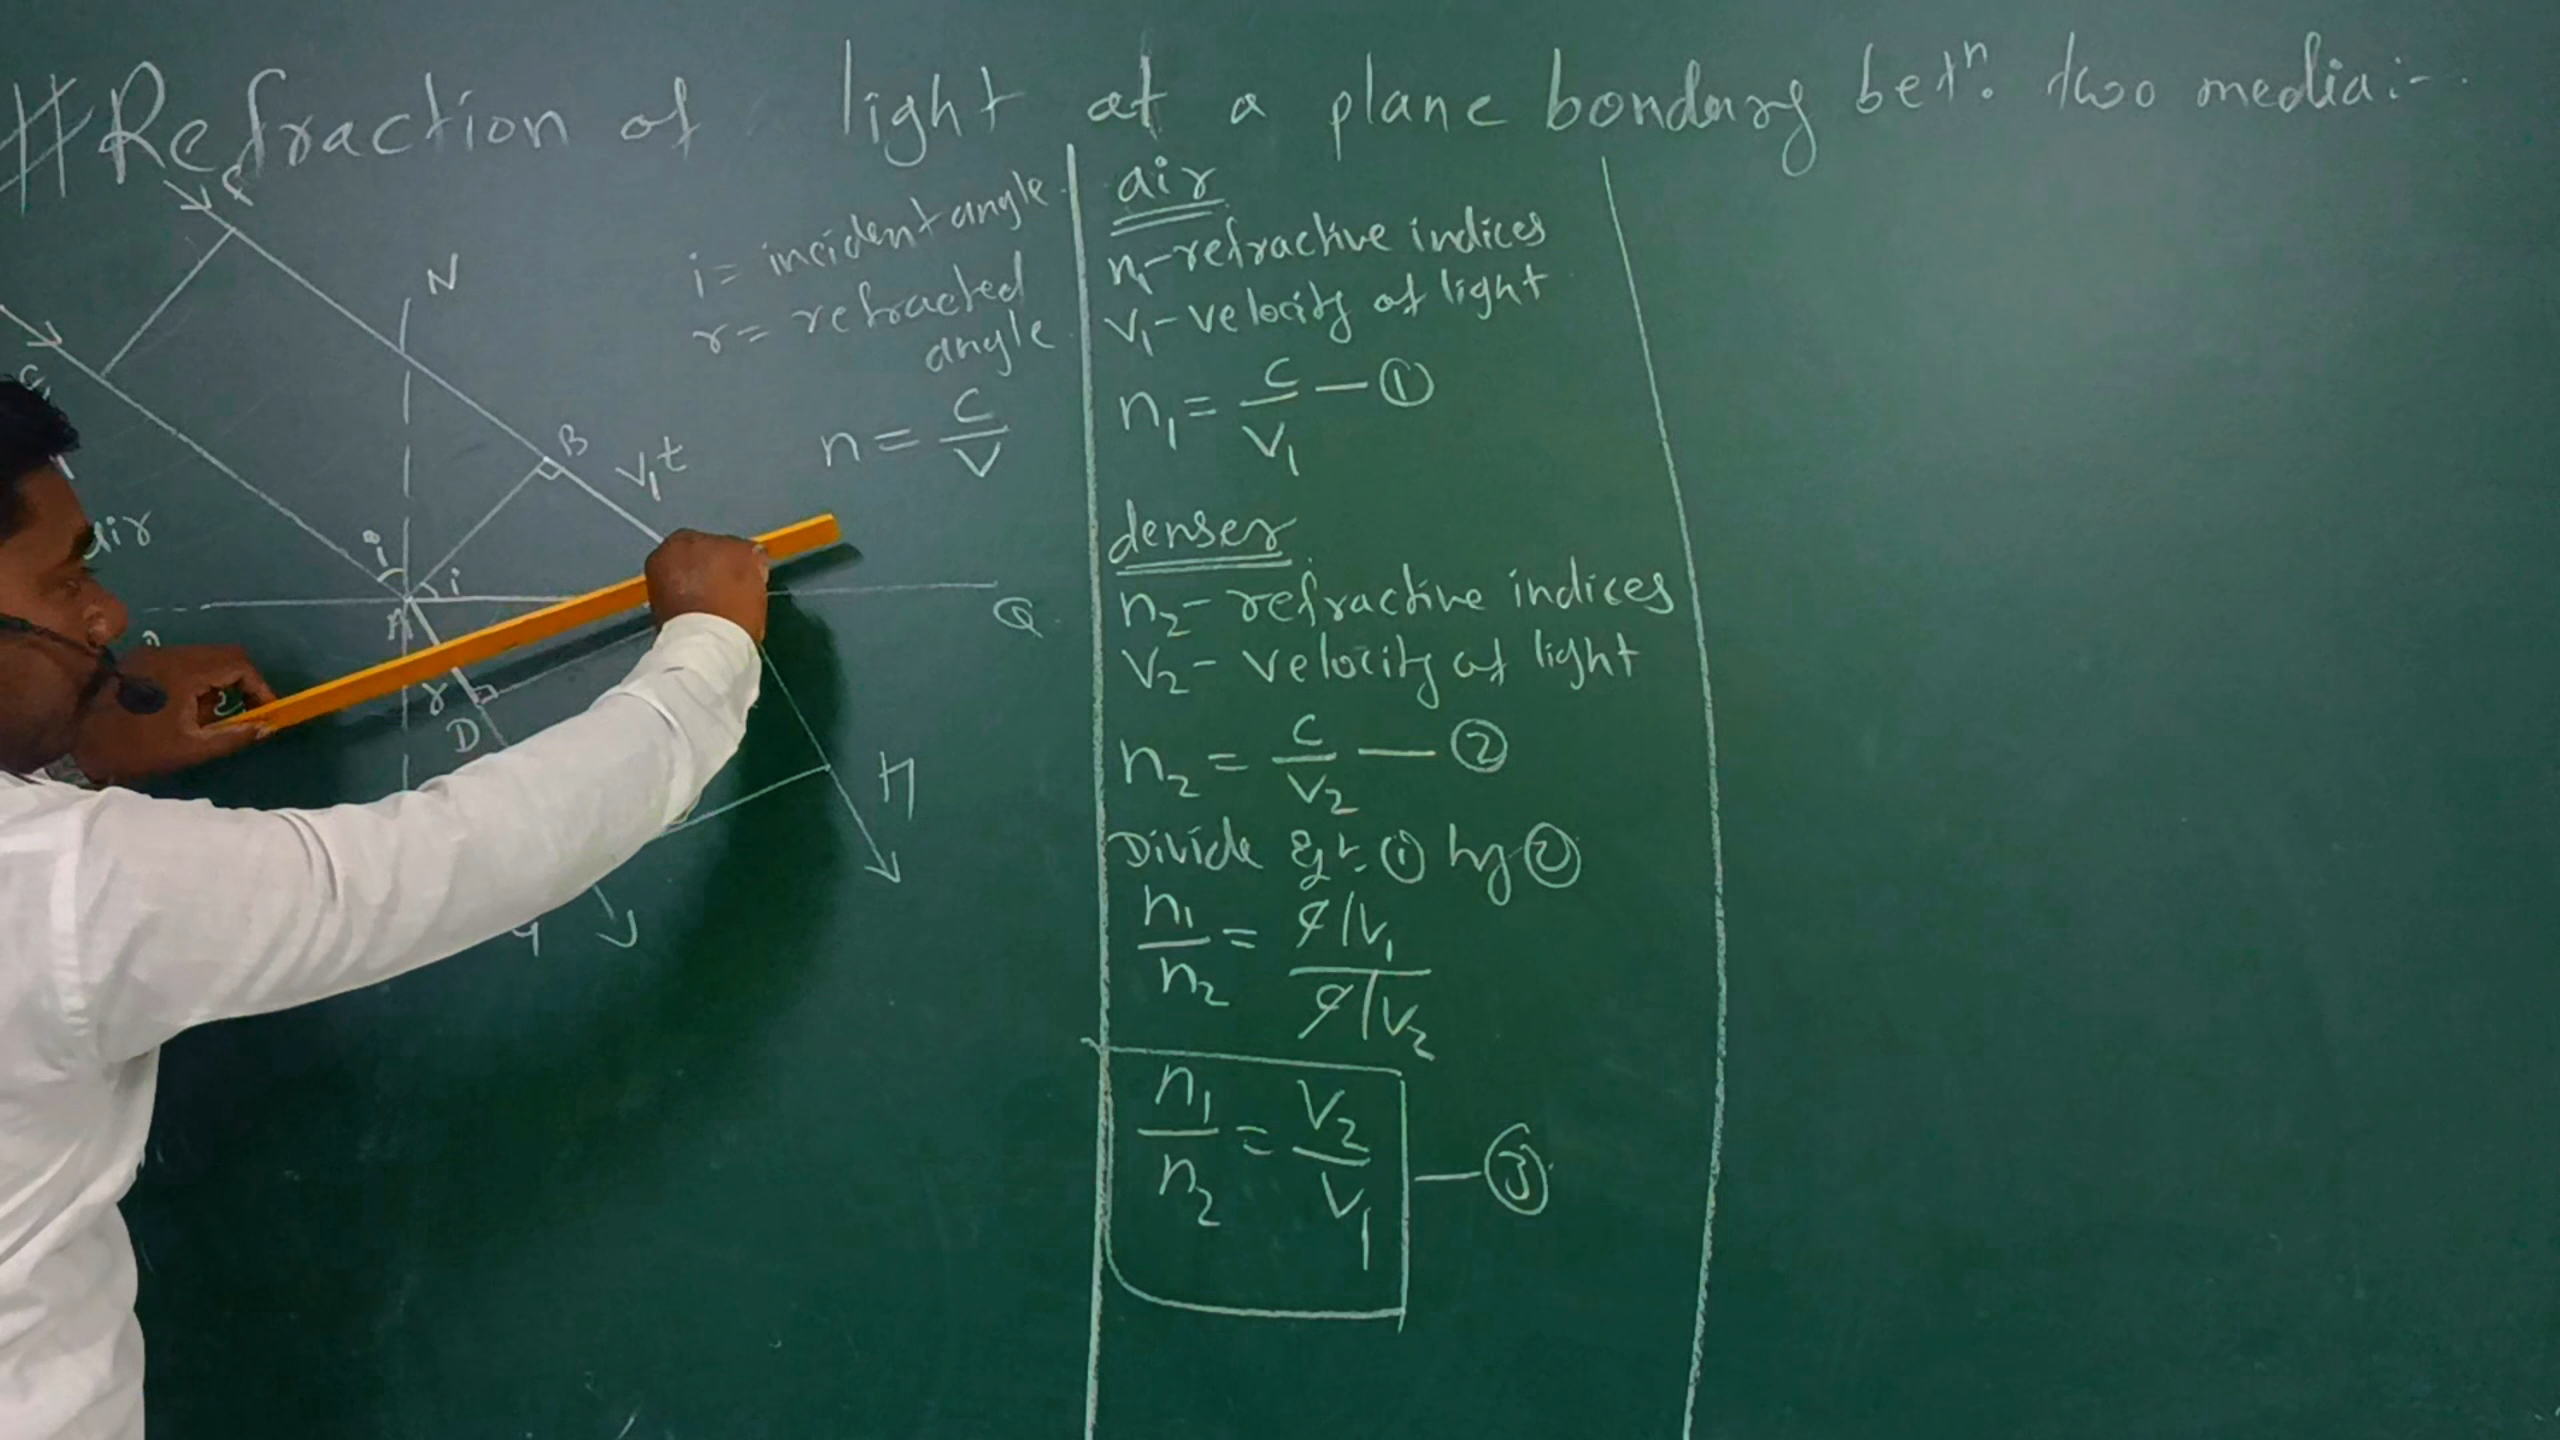 #Refraction of light at a plane bondary betn. two media:-
N
i= incident angle
r= refracted
angle
n = c/v
B
V₁t
air
i
i
A
Q
r
D
H
air
n₁-refractive indices
V₁-velocity of light
n₁ = c/V₁ — ①
denser
n₂- refractive indices
V₂- velocity of light
n₂ = c/V₂ — ②
Divide ① by ②
n₁/n₂ = c/V₁ / c/V₂
n₁/n₂ = V₂/V₁ — ③